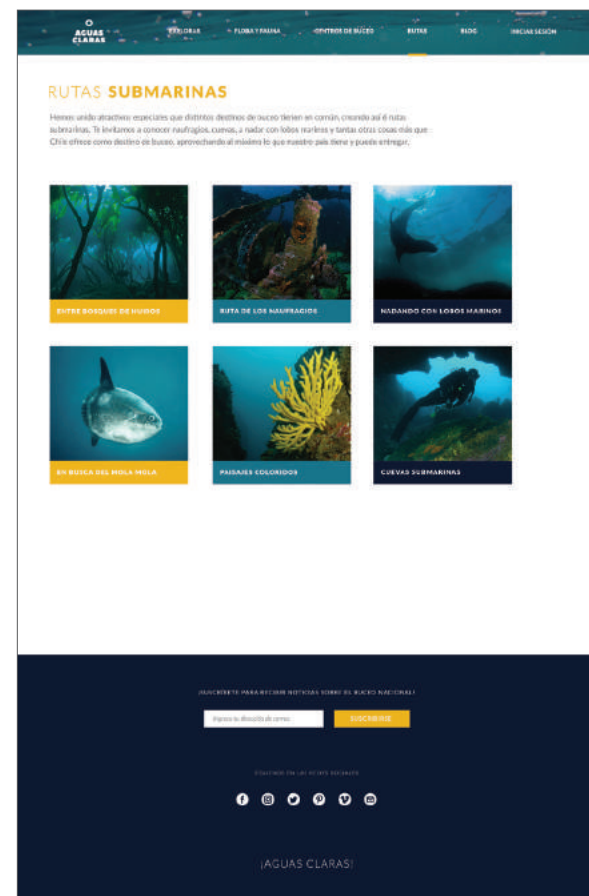 AGUAS
CLARAS
EXPLORAR
FLORA Y FAUNA
CENTROS DE BUCEO
RUTAS
BLOG
INICIAR SESIÓN
RUTAS SUBMARINAS
Hemos unido atractivos especiales que distintos destinos de buceo tienen en común, creando así 6 rutas
submarinas. Te invitamos a conocer naufragios, cuevas, a nadar con lobos marinos y tantas otras cosas más que
Chile ofrece como destino de buceo, aprovechando al máximo lo que nuestro país tiene y puede entregar.
ENTRE BOSQUES DE HUIROS
RUTA DE LOS NAUFRAGIOS
NADANDO CON LOBOS MARINOS
EN BUSCA DEL MOLA MOLA
PAISAJES COLORIDOS
CUEVAS SUBMARINAS
¡SUSCRÍBETE PARA RECIBIR NOTICIAS SOBRE EL BUCEO NACIONAL!
Ingresa tu dirección de correo
SUSCRIBIRSE
SÍGUENOS EN LAS REDES SOCIALES
¡AGUAS CLARAS!